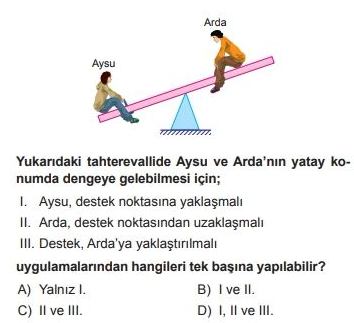 Arda
Aysu
Yukarıdaki tahterevallide Aysu ve Arda'nın yatay ko-
numda dengeye gelebilmesi için;
I. Aysu, destek noktasına yaklaşmalı
II. Arda, destek noktasından uzaklaşmalı
III. Destek, Arda'ya yaklaştırılmalı
uygulamalarından hangileri tek başına yapılabilir?
A) Yalnız I.
B) I ve II.
C) II ve III.
D) I, II ve III.